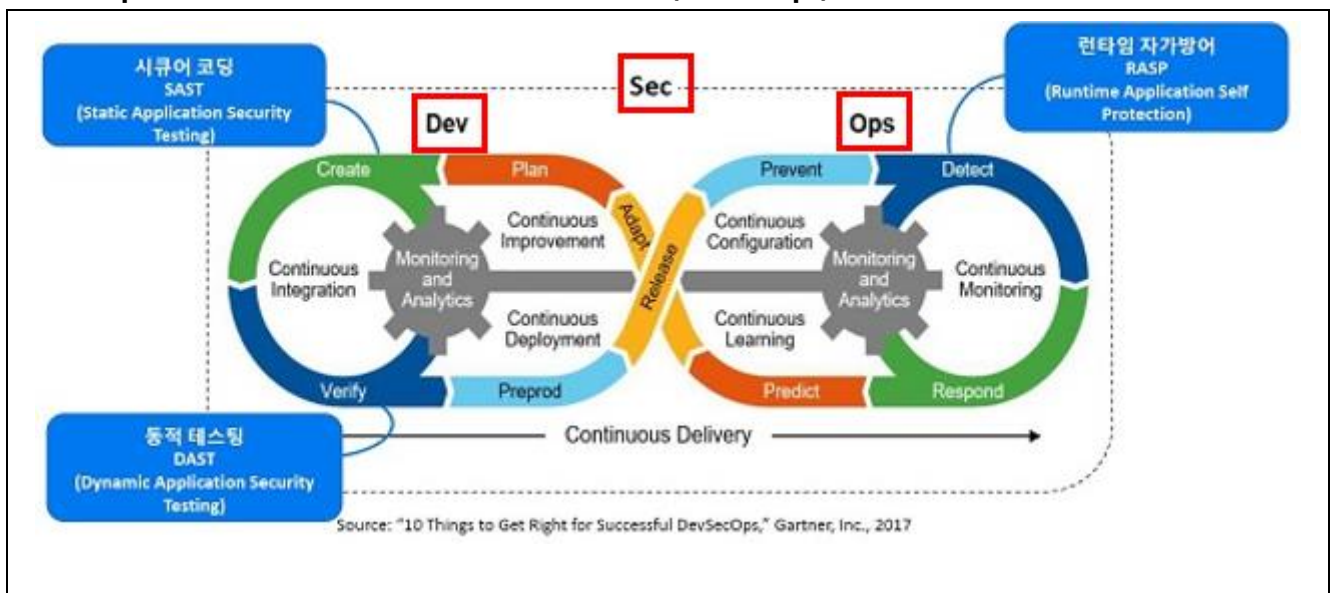 시큐어 코딩
SAST
(Static Application Security
Testing)
Sec
런타임 자가방어
RASP
(Runtime Application Self
Protection)
Dev
Ops
Create
Plan
Adapt
Release
Prevent
Detect
Continuous
Integration
Monitoring
and
Analytics
Continuous
Improvement
Continuous
Deployment
Continuous
Configuration
Continuous
Learning
Monitoring
and
Analytics
Continuous
Monitoring
Verify
Preprod
Predict
Respond
동적 테스팅
DAST
(Dynamic Application Security
Testing)
Continuous Delivery
Source: "10 Things to Get Right for Successful DevSecOps," Gartner, Inc., 2017